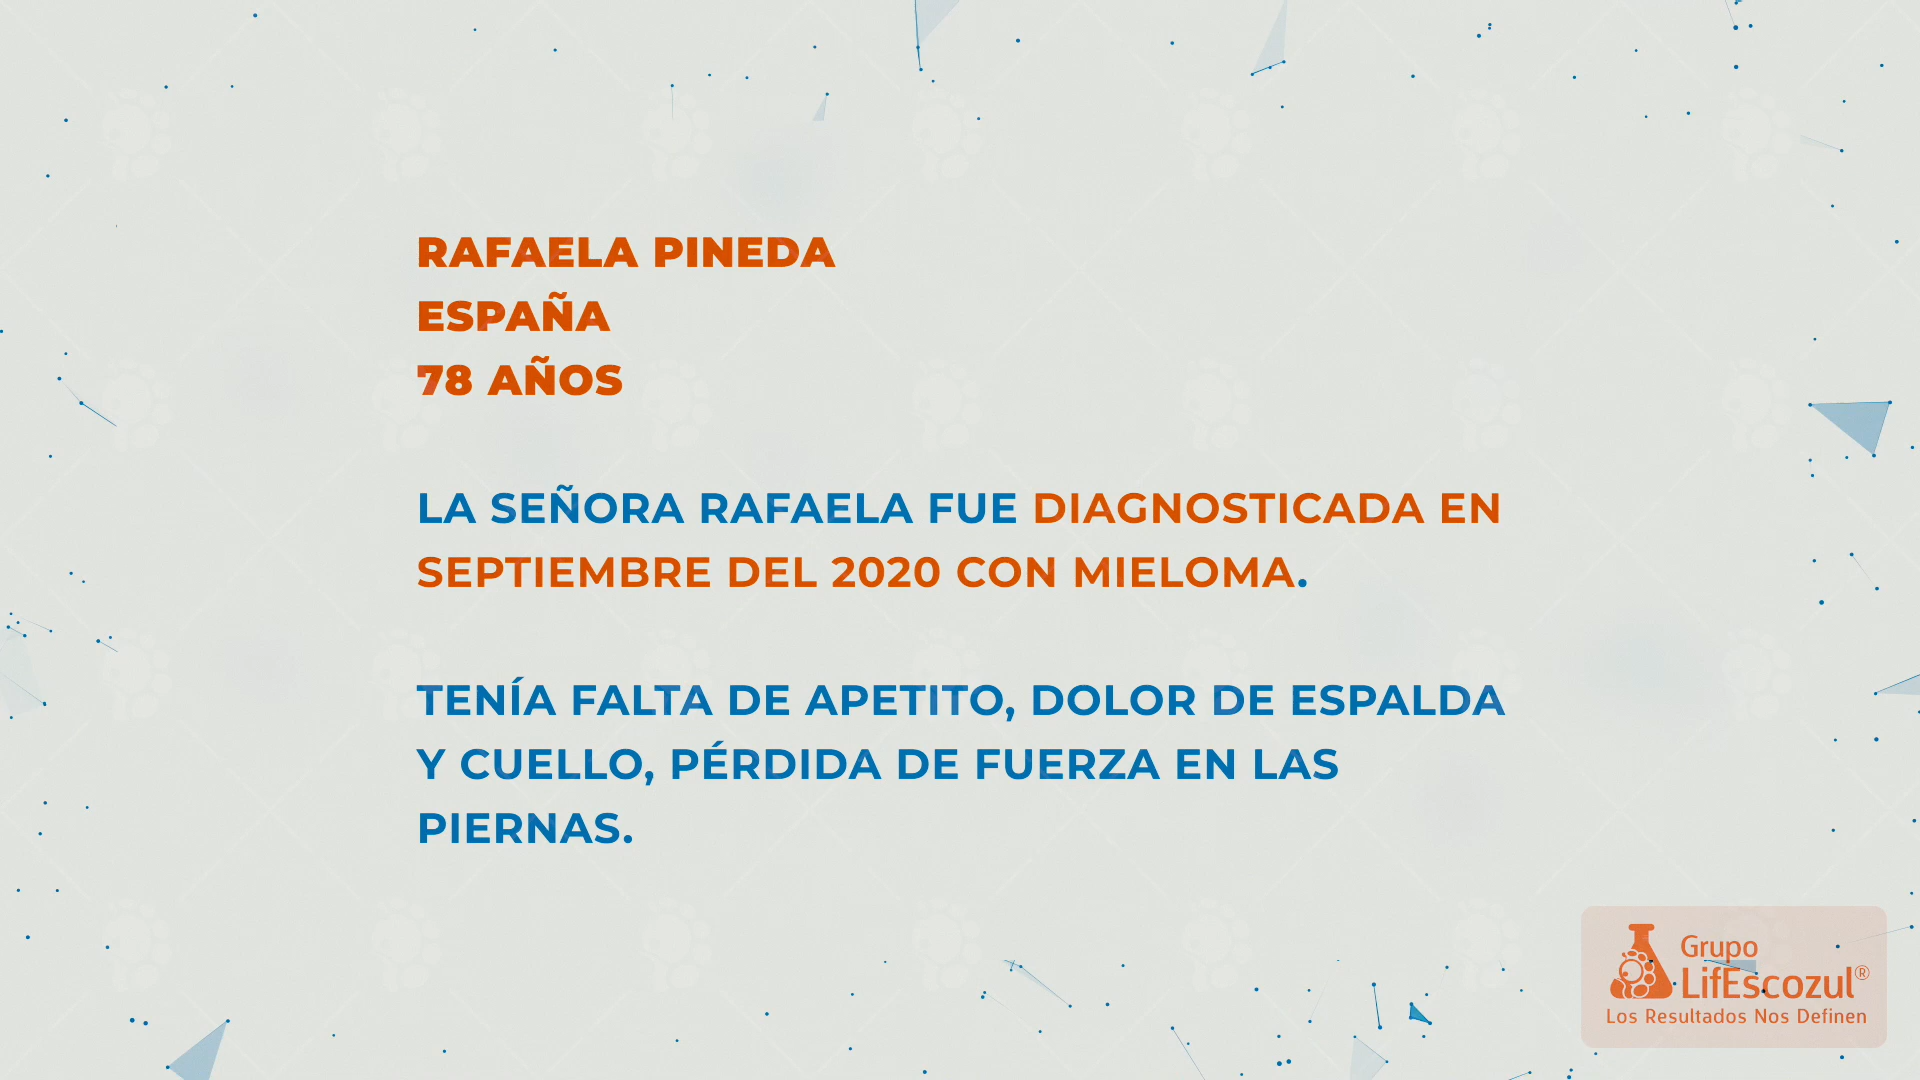 RAFAELA PINEDA
ESPAÑA
78 AÑOS
LA SEÑORA RAFAELA FUE DIAGNOSTICADA EN
SEPTIEMBRE DEL 2020 CON MIELOMA.
TENÍA FALTA DE APETITO, DOLOR DE ESPALDA
Y CUELLO, PÉRDIDA DE FUERZA EN LAS
PIERNAS.
Grupo
LifEscozul®
Los Resultados Nos Definen